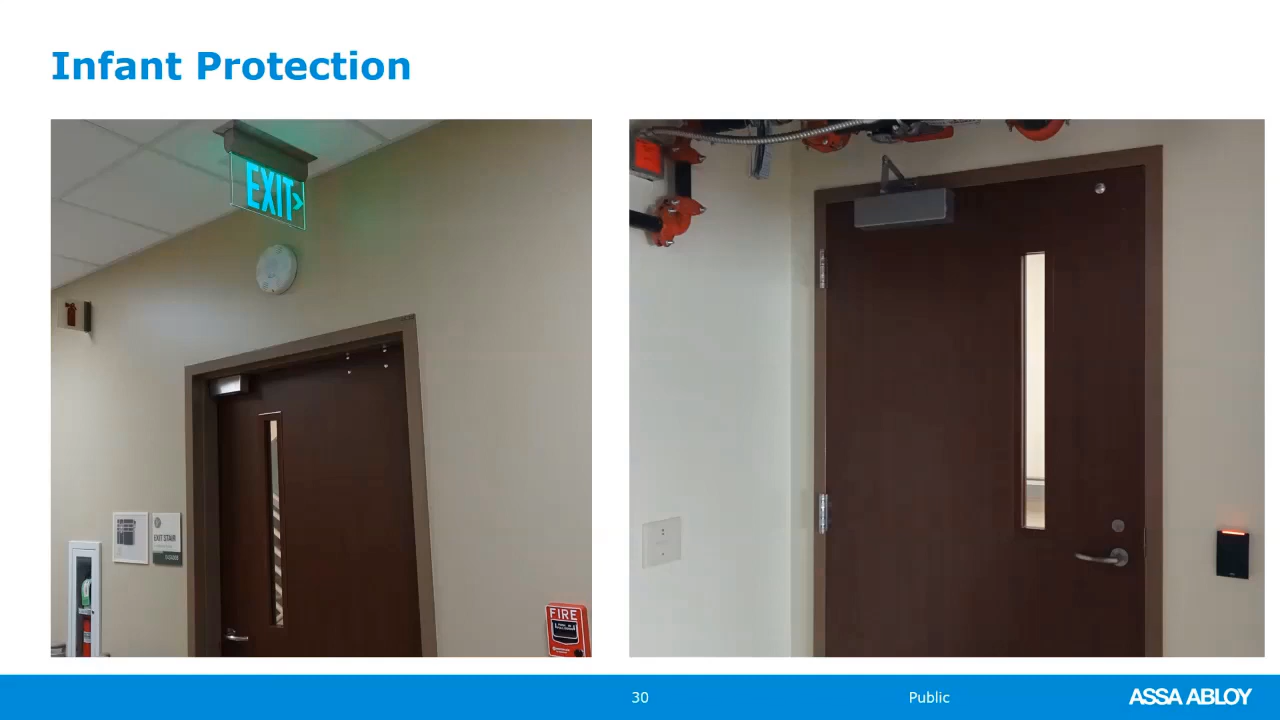 Infant Protection
EXIT
EXIT STAIR
FIRE
30
Public
ASSA ABLOY